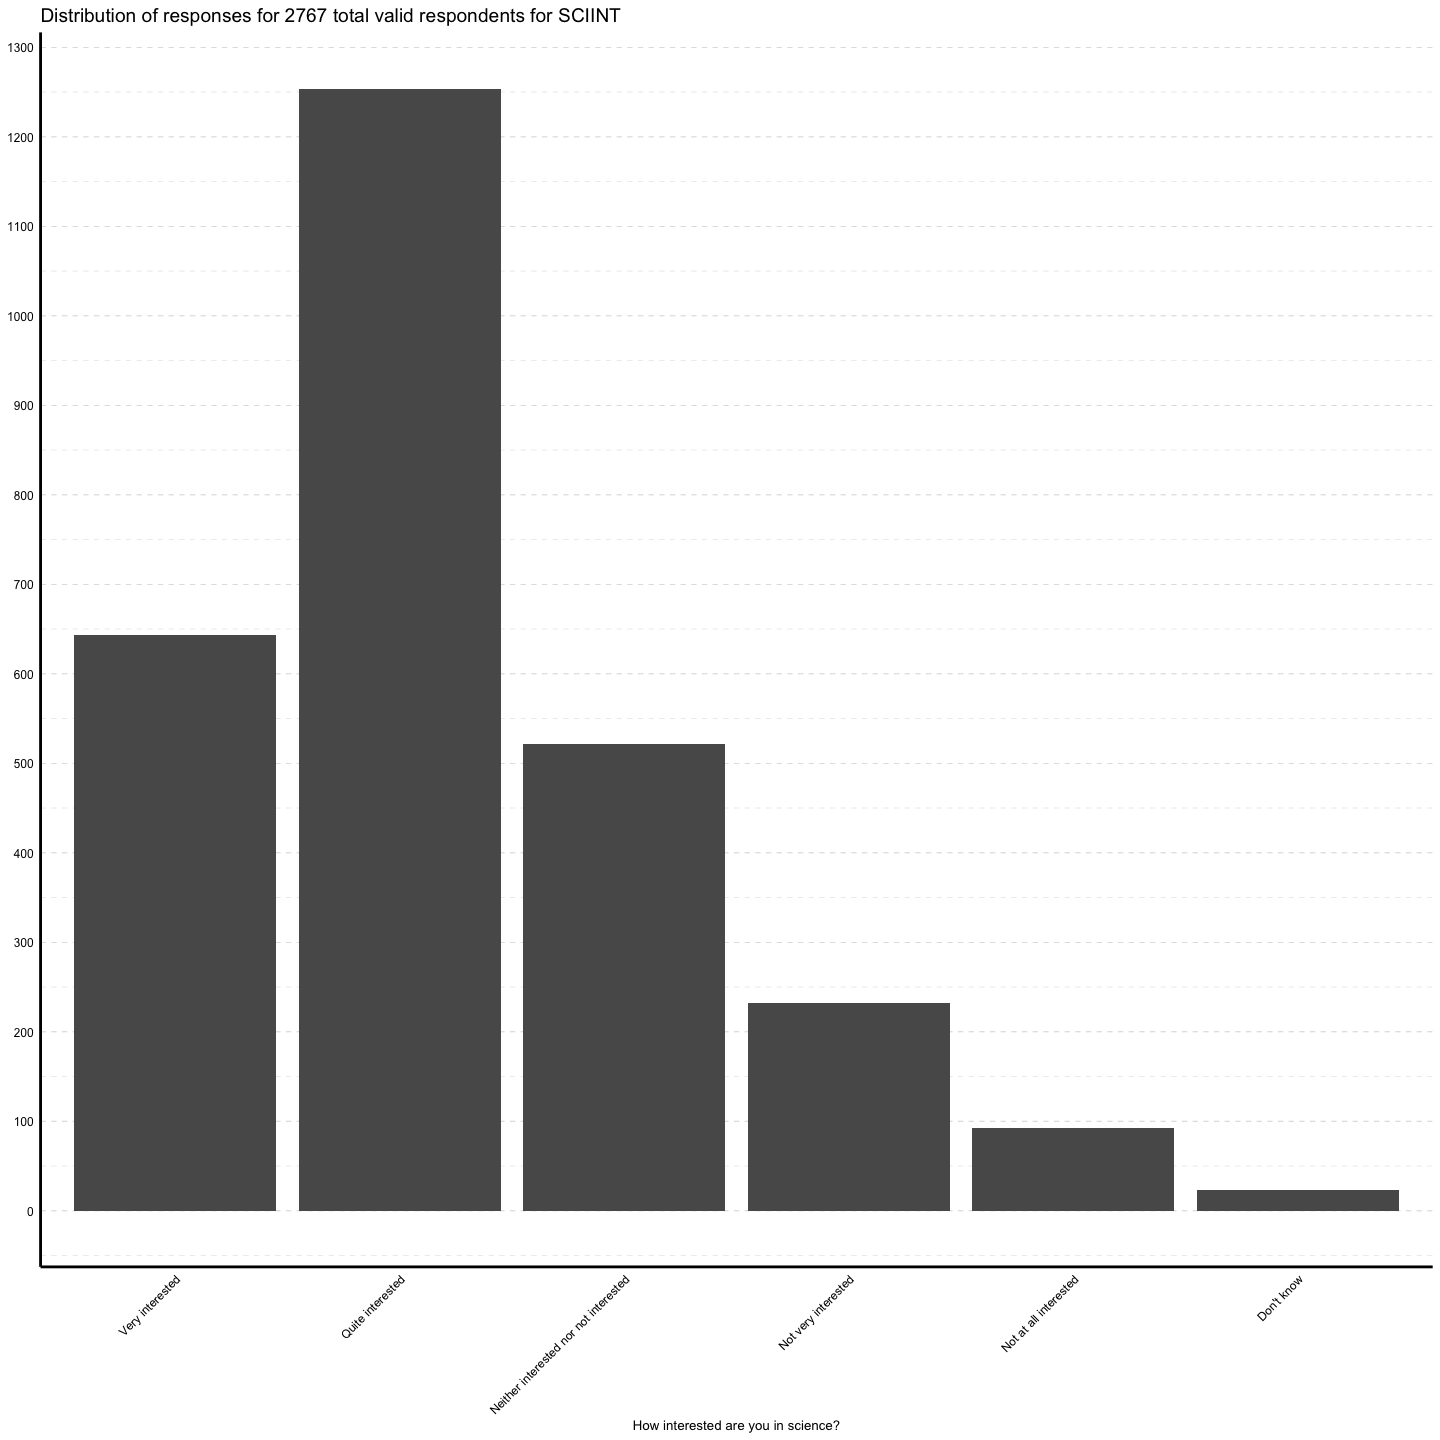 Distribution of responses for 2767 total valid respondents for SCIINT
1300
1200
1100
1000
900
800
700
600
500
400
300
200
100
0
Very interested
Quite interested
Neither interested nor not interested
Not very interested
Not at all interested
Don't know
How interested are you in science?